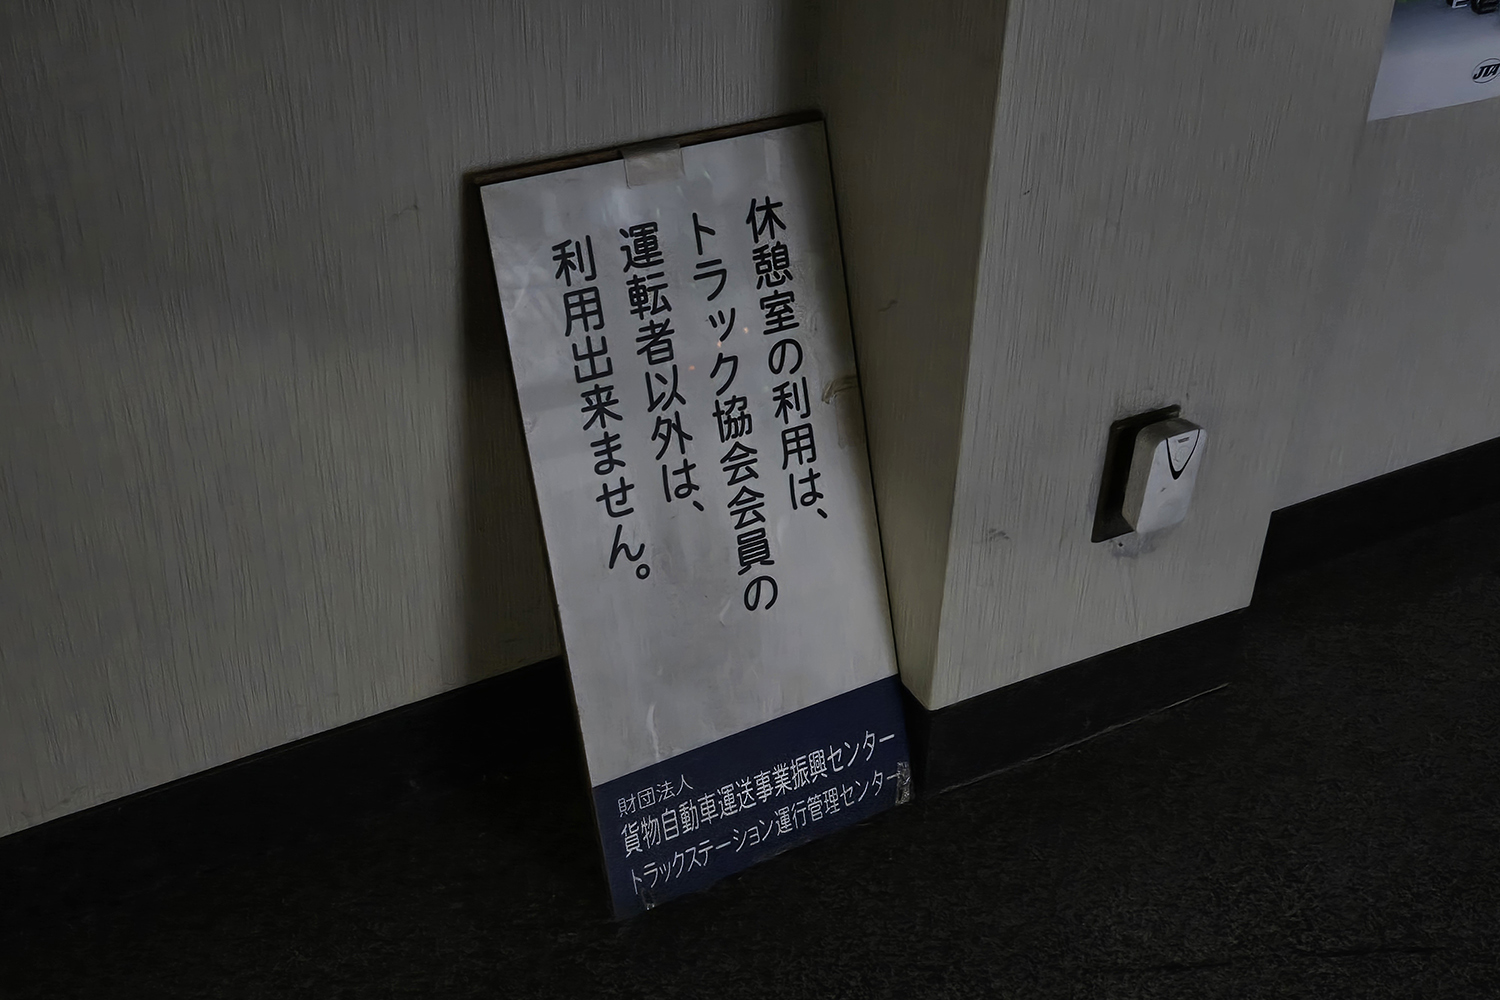 休憩室の利用は、
トラック協会会員の
運転者以外は、
利用出来ません。
財団法人
貨物自動車運送事業振興センター
トラックステーション運行管理センター
JTA